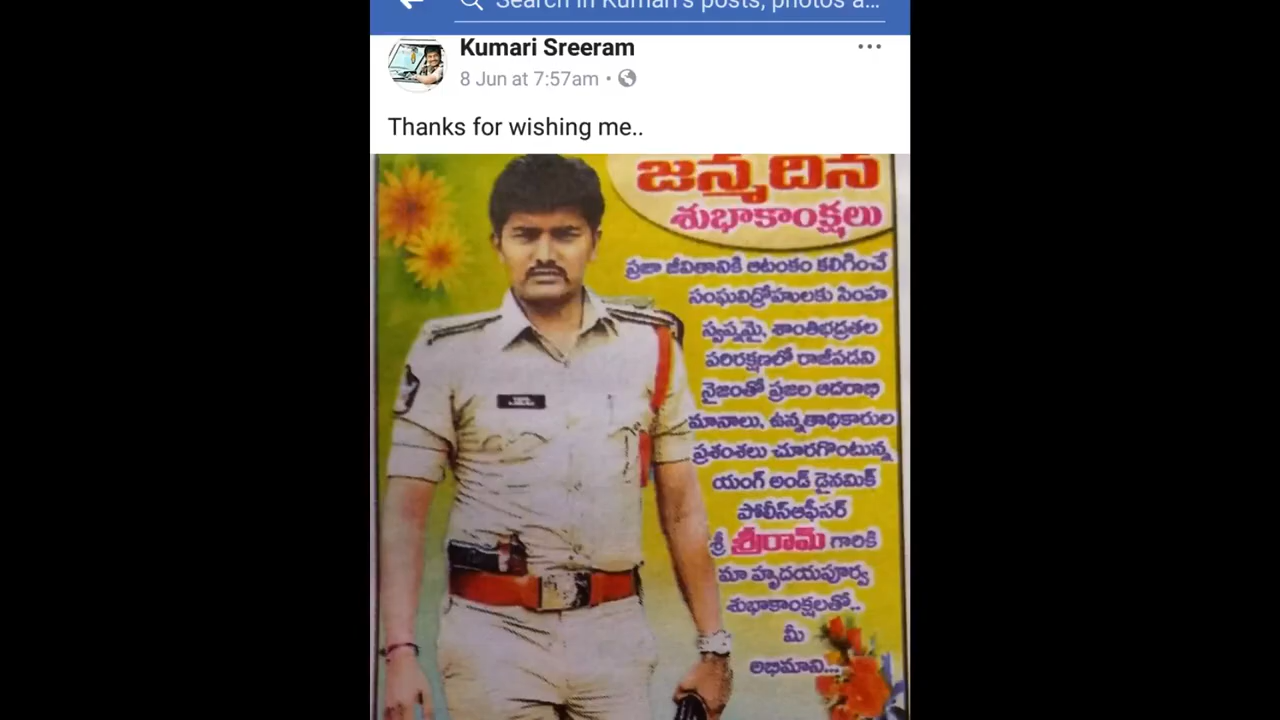 Search in Kumari's posts, photos a...
Kumari Sreeram
8 Jun at 7:57am
Thanks for wishing me..
జన్మదిన
శుభాకాంక్షలు
ప్రజా జీవితానికి ఆటంకం కలిగించే
సంఘవిద్రోహులకు సింహ
స్వప్నమై, శాంతిభద్రతల
పరిరక్షణలో రాజీపడని
నైజంతో ప్రజల ఆదరాభి
మానాలు, ఉన్నతాధికారుల
ప్రశంశలు చూరగొంటున్న
యంగ్ అండ్ డైనమిక్
పోలీస్ఆఫీసర్
శ్రీ శ్రీరామ్ గారికి
మా హృదయపూర్వ
శుభాకాంక్షలతో..
మీ
అభిమాని...